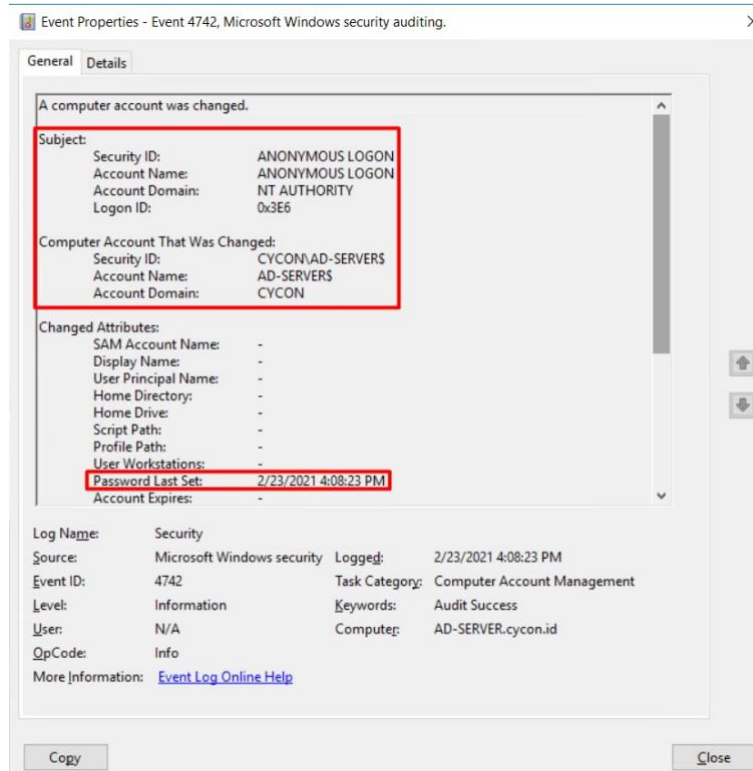 Event Properties - Event 4742, Microsoft Windows security auditing.
General Details
A computer account was changed.
Subject:
Security ID: ANONYMOUS LOGON
Account Name: ANONYMOUS LOGON
Account Domain: NT AUTHORITY
Logon ID: 0x3E6
Computer Account That Was Changed:
Security ID: CYCON\AD-SERVER$
Account Name: AD-SERVER$
Account Domain: CYCON
Changed Attributes:
SAM Account Name: -
Display Name: -
User Principal Name: -
Home Directory: -
Home Drive: -
Script Path: -
Profile Path: -
User Workstations: -
Password Last Set: 2/23/2021 4:08:23 PM
Account Expires: -
Log Name: Security
Source: Microsoft Windows security Logged: 2/23/2021 4:08:23 PM
Event ID: 4742 Task Category: Computer Account Management
Level: Information Keywords: Audit Success
User: N/A Computer: AD-SERVER.cycon.id
OpCode: Info
More Information: Event Log Online Help
Copy Close